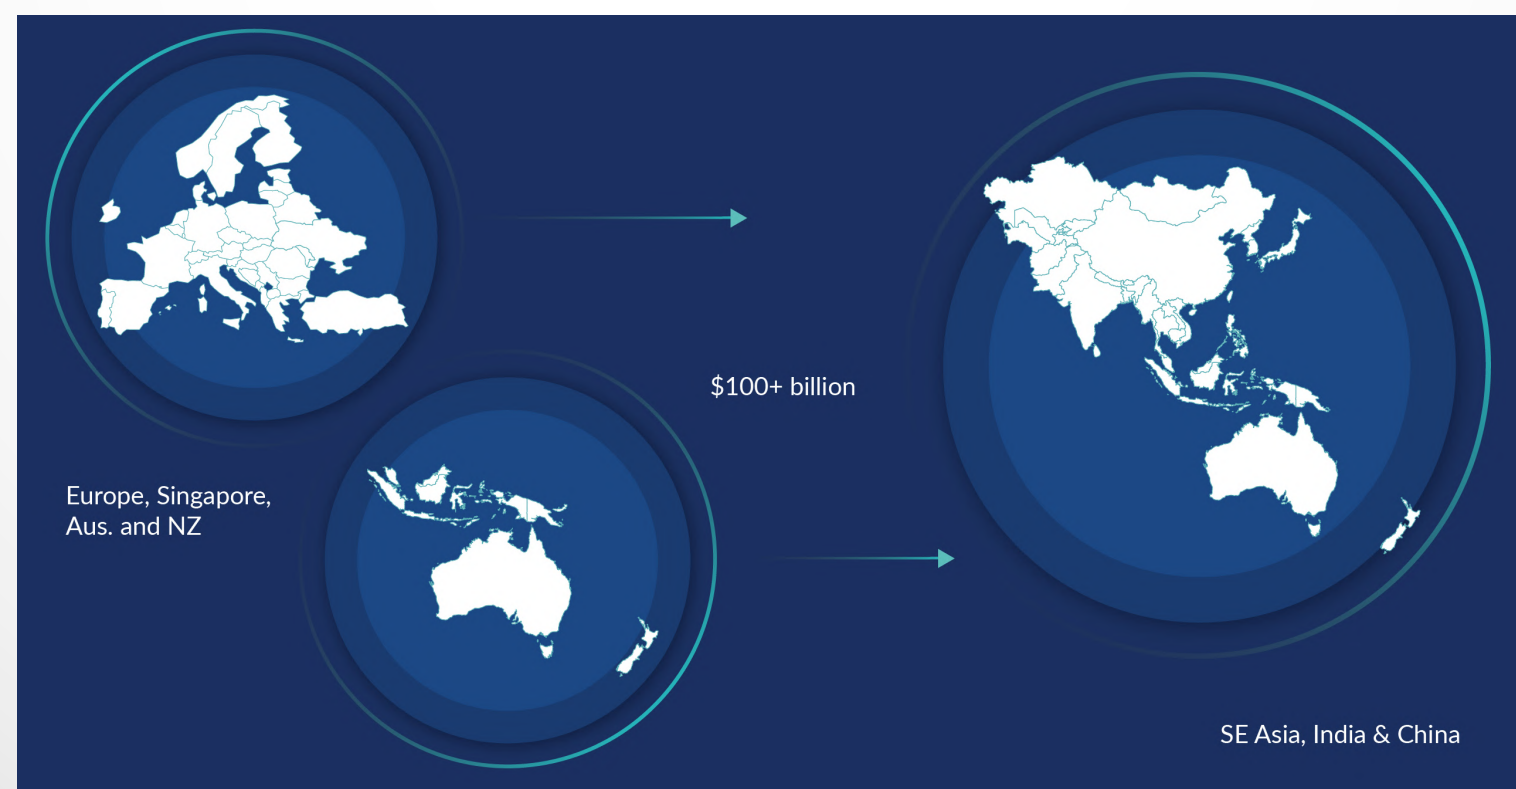 Europe, Singapore,
Aus. and NZ
$100+ billion
SE Asia, India & China